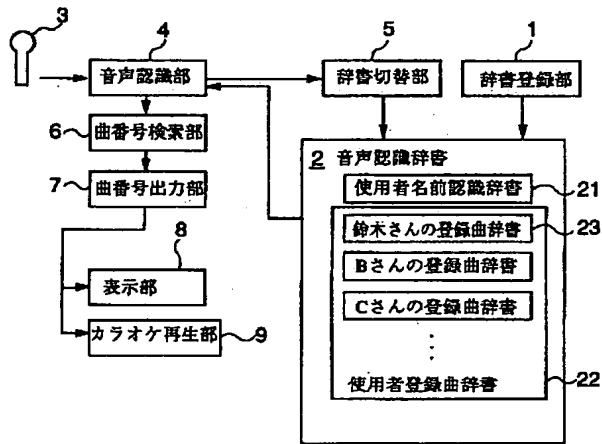 3
4
音声認識部
5
辞書切替部
1
辞書登録部
6
曲番号検索部
7
曲番号出力部
8
表示部
カラオケ再生部
9
2 音声認識辞書
使用者名前認識辞書
21
鈴木さんの登録曲辞書
23
Bさんの登録曲辞書
Cさんの登録曲辞書
使用者登録曲辞書
22